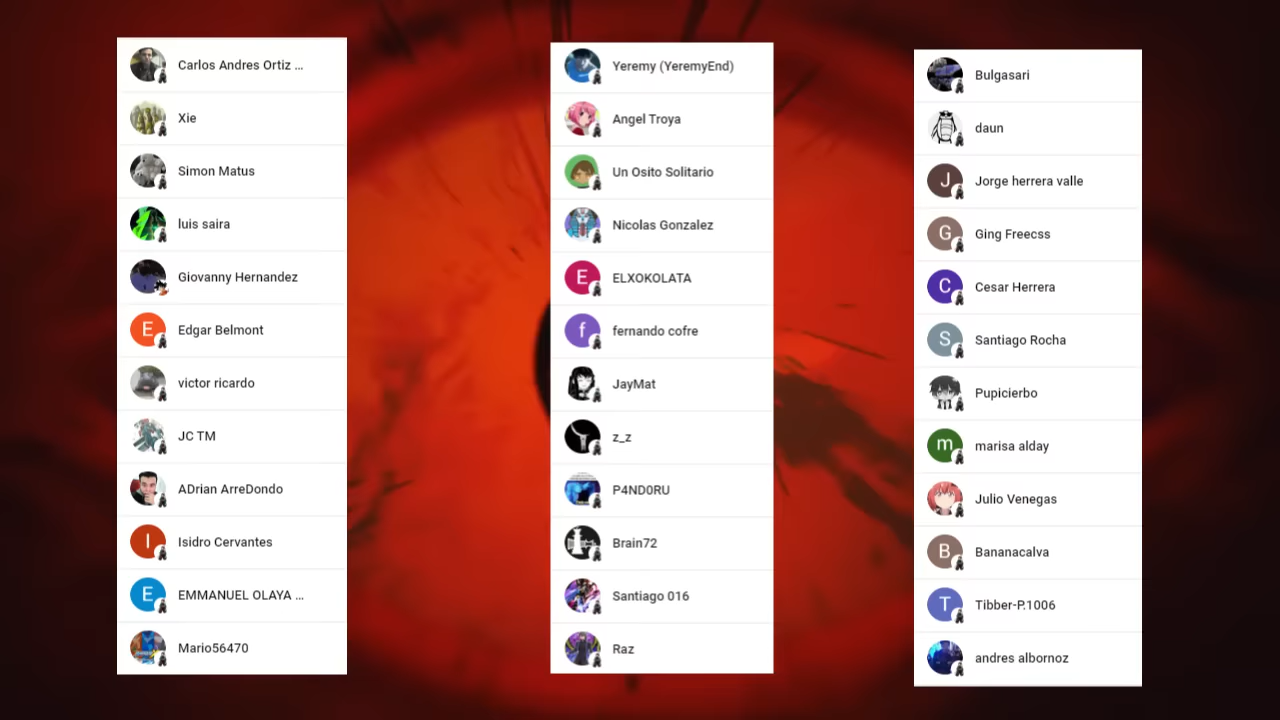 Carlos Andres Ortiz ...
Xie
Simon Matus
luis saira
Giovanny Hernandez
E
Edgar Belmont
victor ricardo
JC TM
ADrian ArreDondo
I
Isidro Cervantes
E
EMMANUEL OLAYA ...
Mario56470
Yeremy (YeremyEnd)
Angel Troya
Un Osito Solitario
Nicolas Gonzalez
E
ELXOKOLATA
f
fernando cofre
JayMat
z_z
P4ND0RU
Brain72
Santiago 016
Raz
Bulgasari
daun
J
Jorge herrera valle
G
Ging Freecss
C
Cesar Herrera
S
Santiago Rocha
Pupicierbo
m
marisa alday
Julio Venegas
B
Bananacalva
T
Tibber-P.1006
andres albornoz